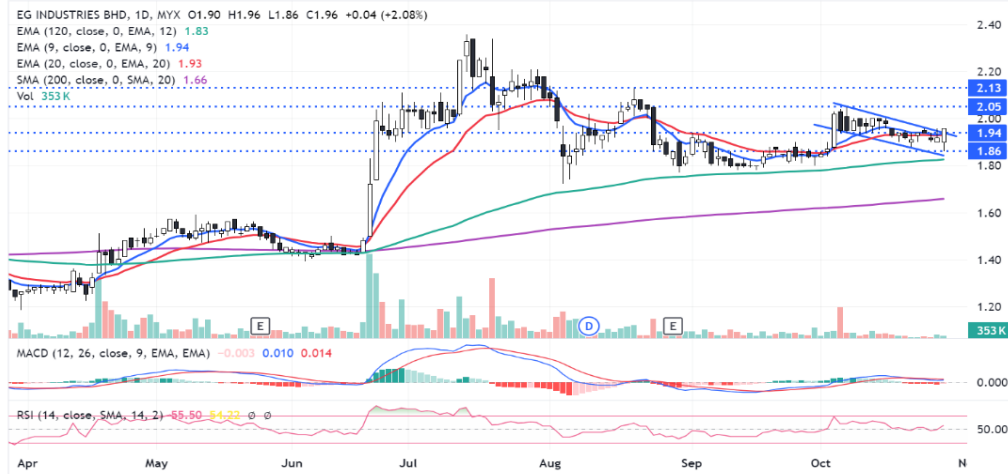 EG INDUSTRIES BHD, 1D, MYX O1.90 H1.96 L1.86 C1.96 +0.04 (+2.08%)
EMA (120, close, 0, EMA, 12) 1.83
EMA (9, close, 0, EMA, 9) 1.94
EMA (20, close, 0, EMA, 20) 1.93
SMA (200, close, 0, SMA, 20) 1.66
Vol 353 K
2.40
2.20
2.13
2.05
2.00
1.94
1.86
1.80
1.60
1.40
1.20
E D E
353 K
MACD (12, 26, close, 9, EMA, EMA) −0.003 0.010 0.014
0.000
RSI (14, close, SMA, 14, 2) 55.50 54.22 ∅ ∅
50.00
Apr May Jun Jul Aug Sep Oct N